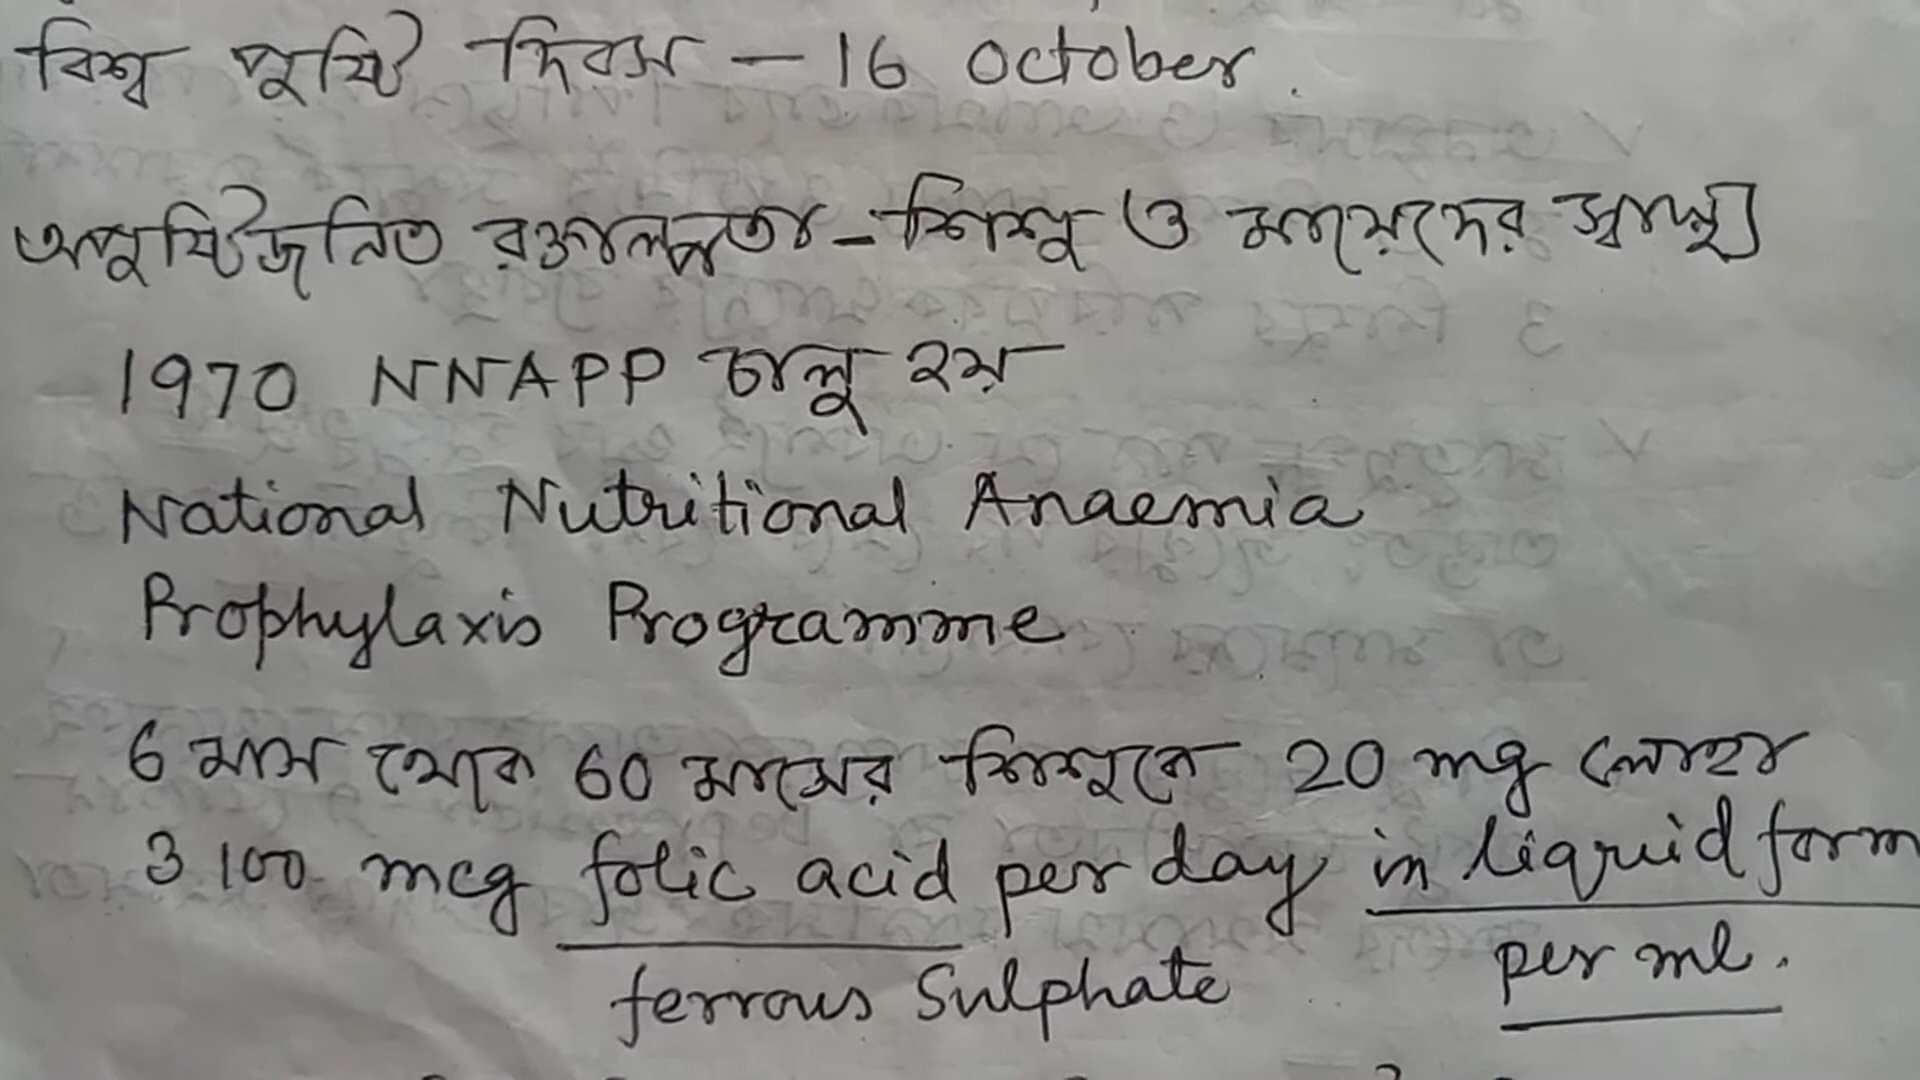 বিশ্ব পুষ্টি দিবস – 16 October.
অপুষ্টিজনিত রক্তাল্পতা – শিশু ও মায়েদের স্বাস্থ্য
1970 NNAPP চালু হয়
National Nutritional Anaemia
Prophylaxis Programme
6 মাস থেকে 60 মাসের শিশুকে 20 mg লোহা
ও 100 mcg folic acid per day in liquid form
ferrous Sulphate per ml.